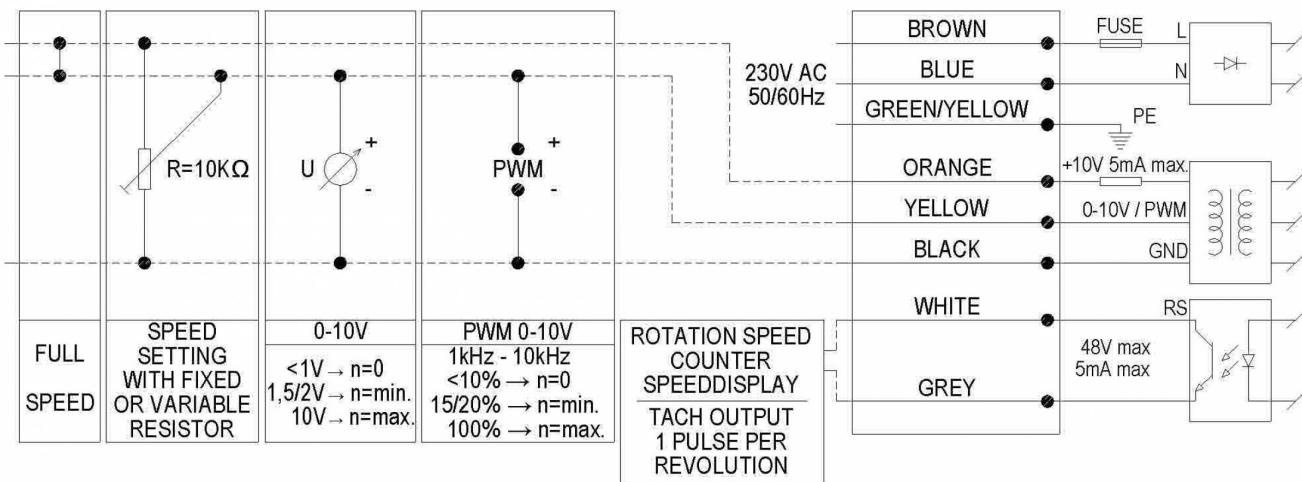 FULL
SPEED
R=10KΩ
SPEED
SETTING
WITH FIXED
OR VARIABLE
RESISTOR
U
+
-
0-10V
<1V→ n=0
1,5/2V→ n=min.
10V→ n=max.
PWM
+
-
PWM 0-10V
1kHz - 10kHz
<10% → n=0
15/20% → n=min.
100% → n=max.
ROTATION SPEED
COUNTER
SPEEDDISPLAY
TACH OUTPUT
1 PULSE PER
REVOLUTION
230V AC
50/60Hz
BROWN
BLUE
GREEN/YELLOW
ORANGE
YELLOW
BLACK
WHITE
GREY
FUSE
L
N
PE
+10V 5mA max.
0-10V / PWM
GND
RS
48V max
5mA max